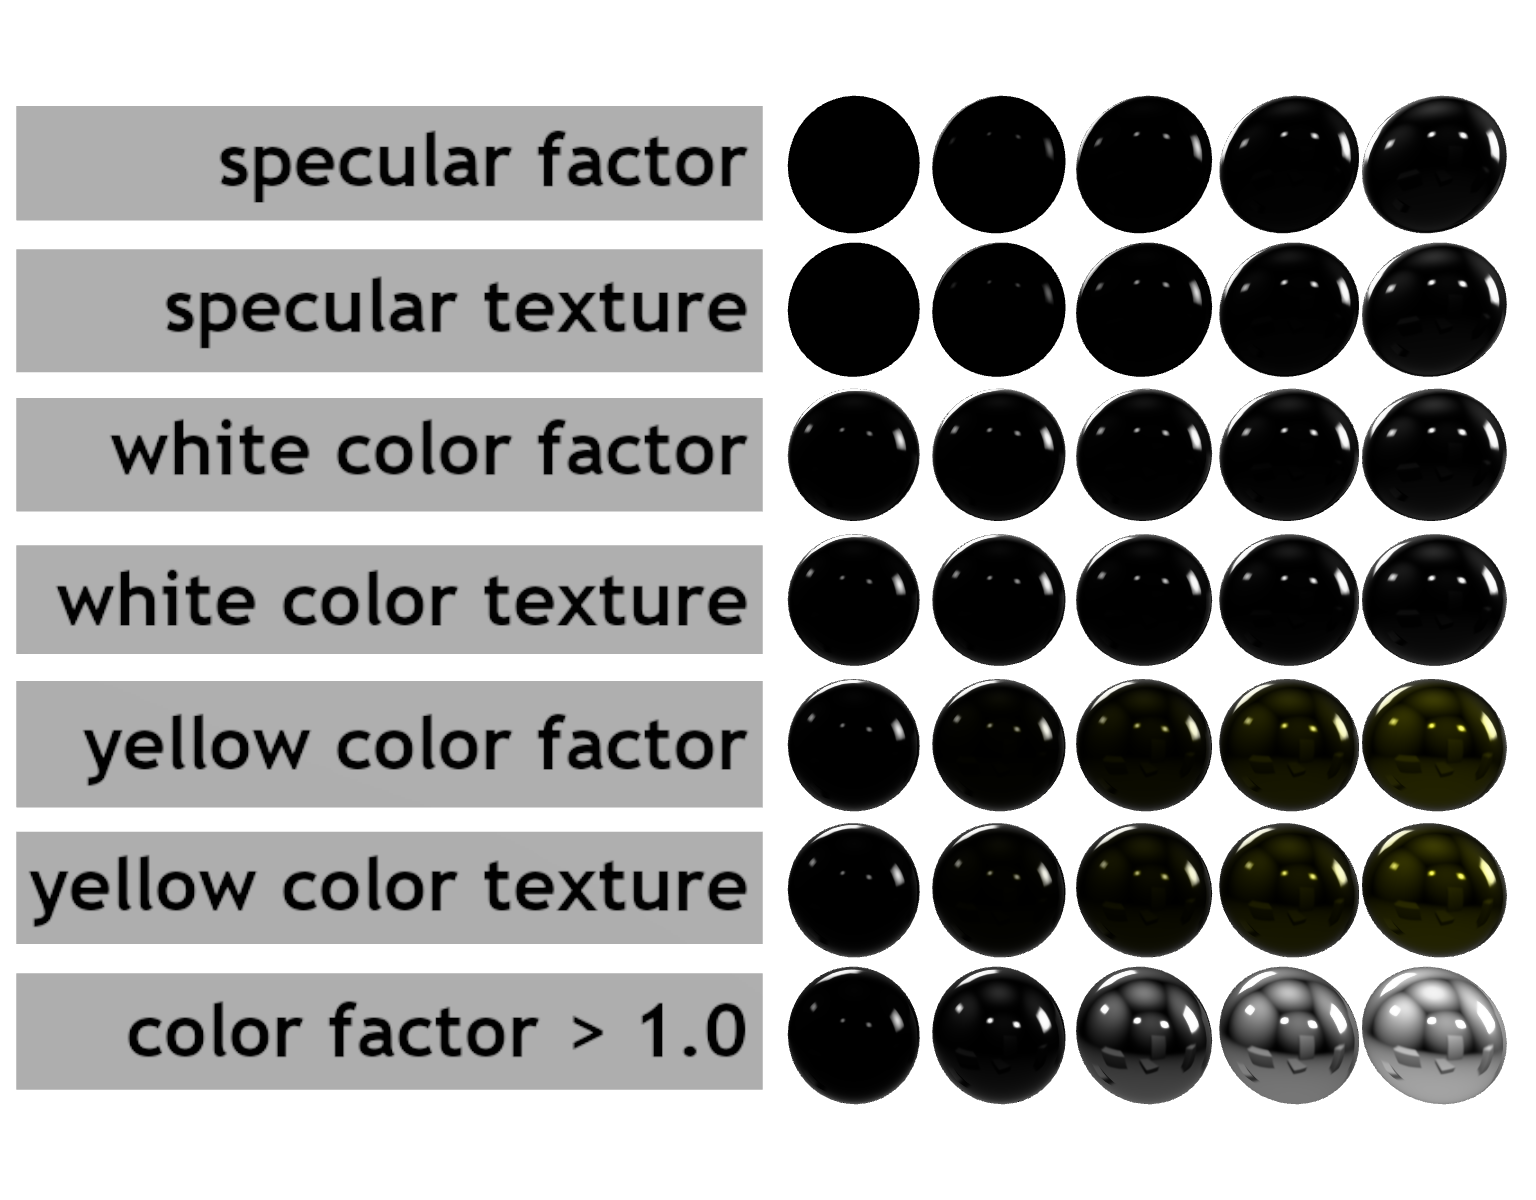 specular factor
specular texture
white color factor
white color texture
yellow color factor
yellow color texture
color factor > 1.0